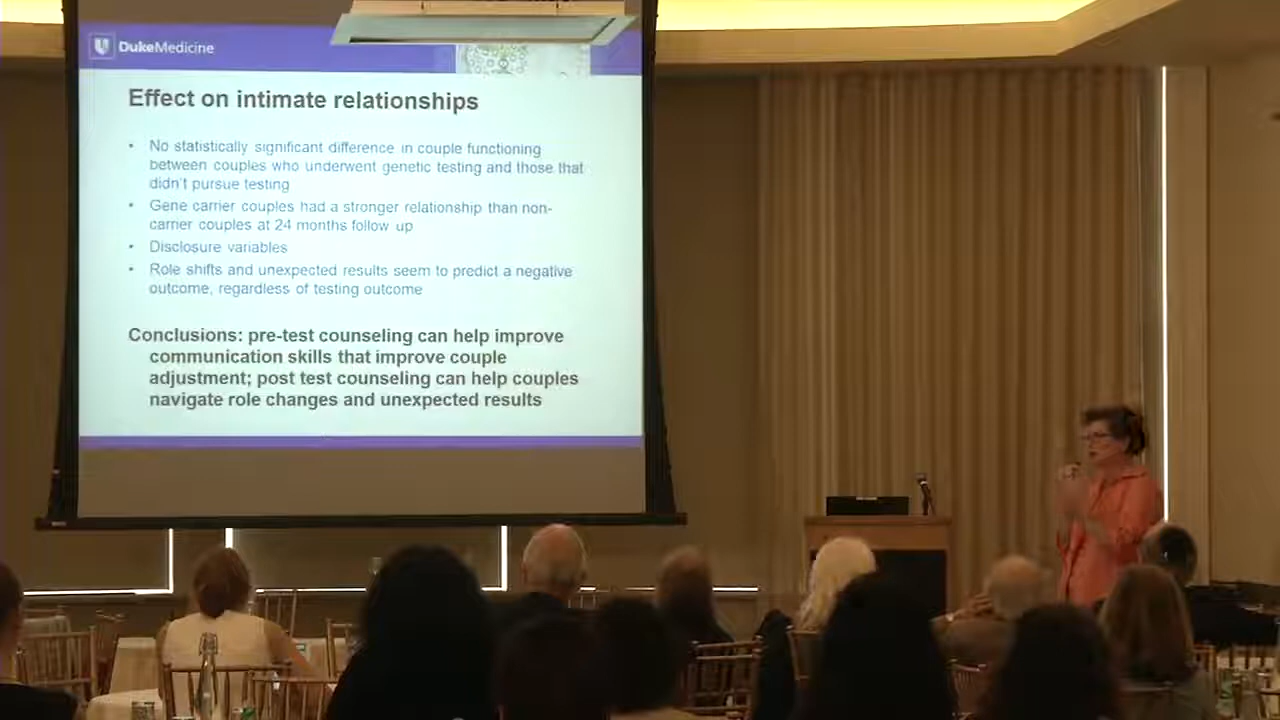 DukeMedicine
Effect on intimate relationships
• No statistically significant difference in couple functioning
between couples who underwent genetic testing and those that
didn't pursue testing
• Gene carrier couples had a stronger relationship than non-
carrier couples at 24 months follow up
• Disclosure variables
• Role shifts and unexpected results seem to predict a negative
outcome, regardless of testing outcome
Conclusions: pre-test counseling can help improve
communication skills that improve couple
adjustment; post test counseling can help couples
navigate role changes and unexpected results